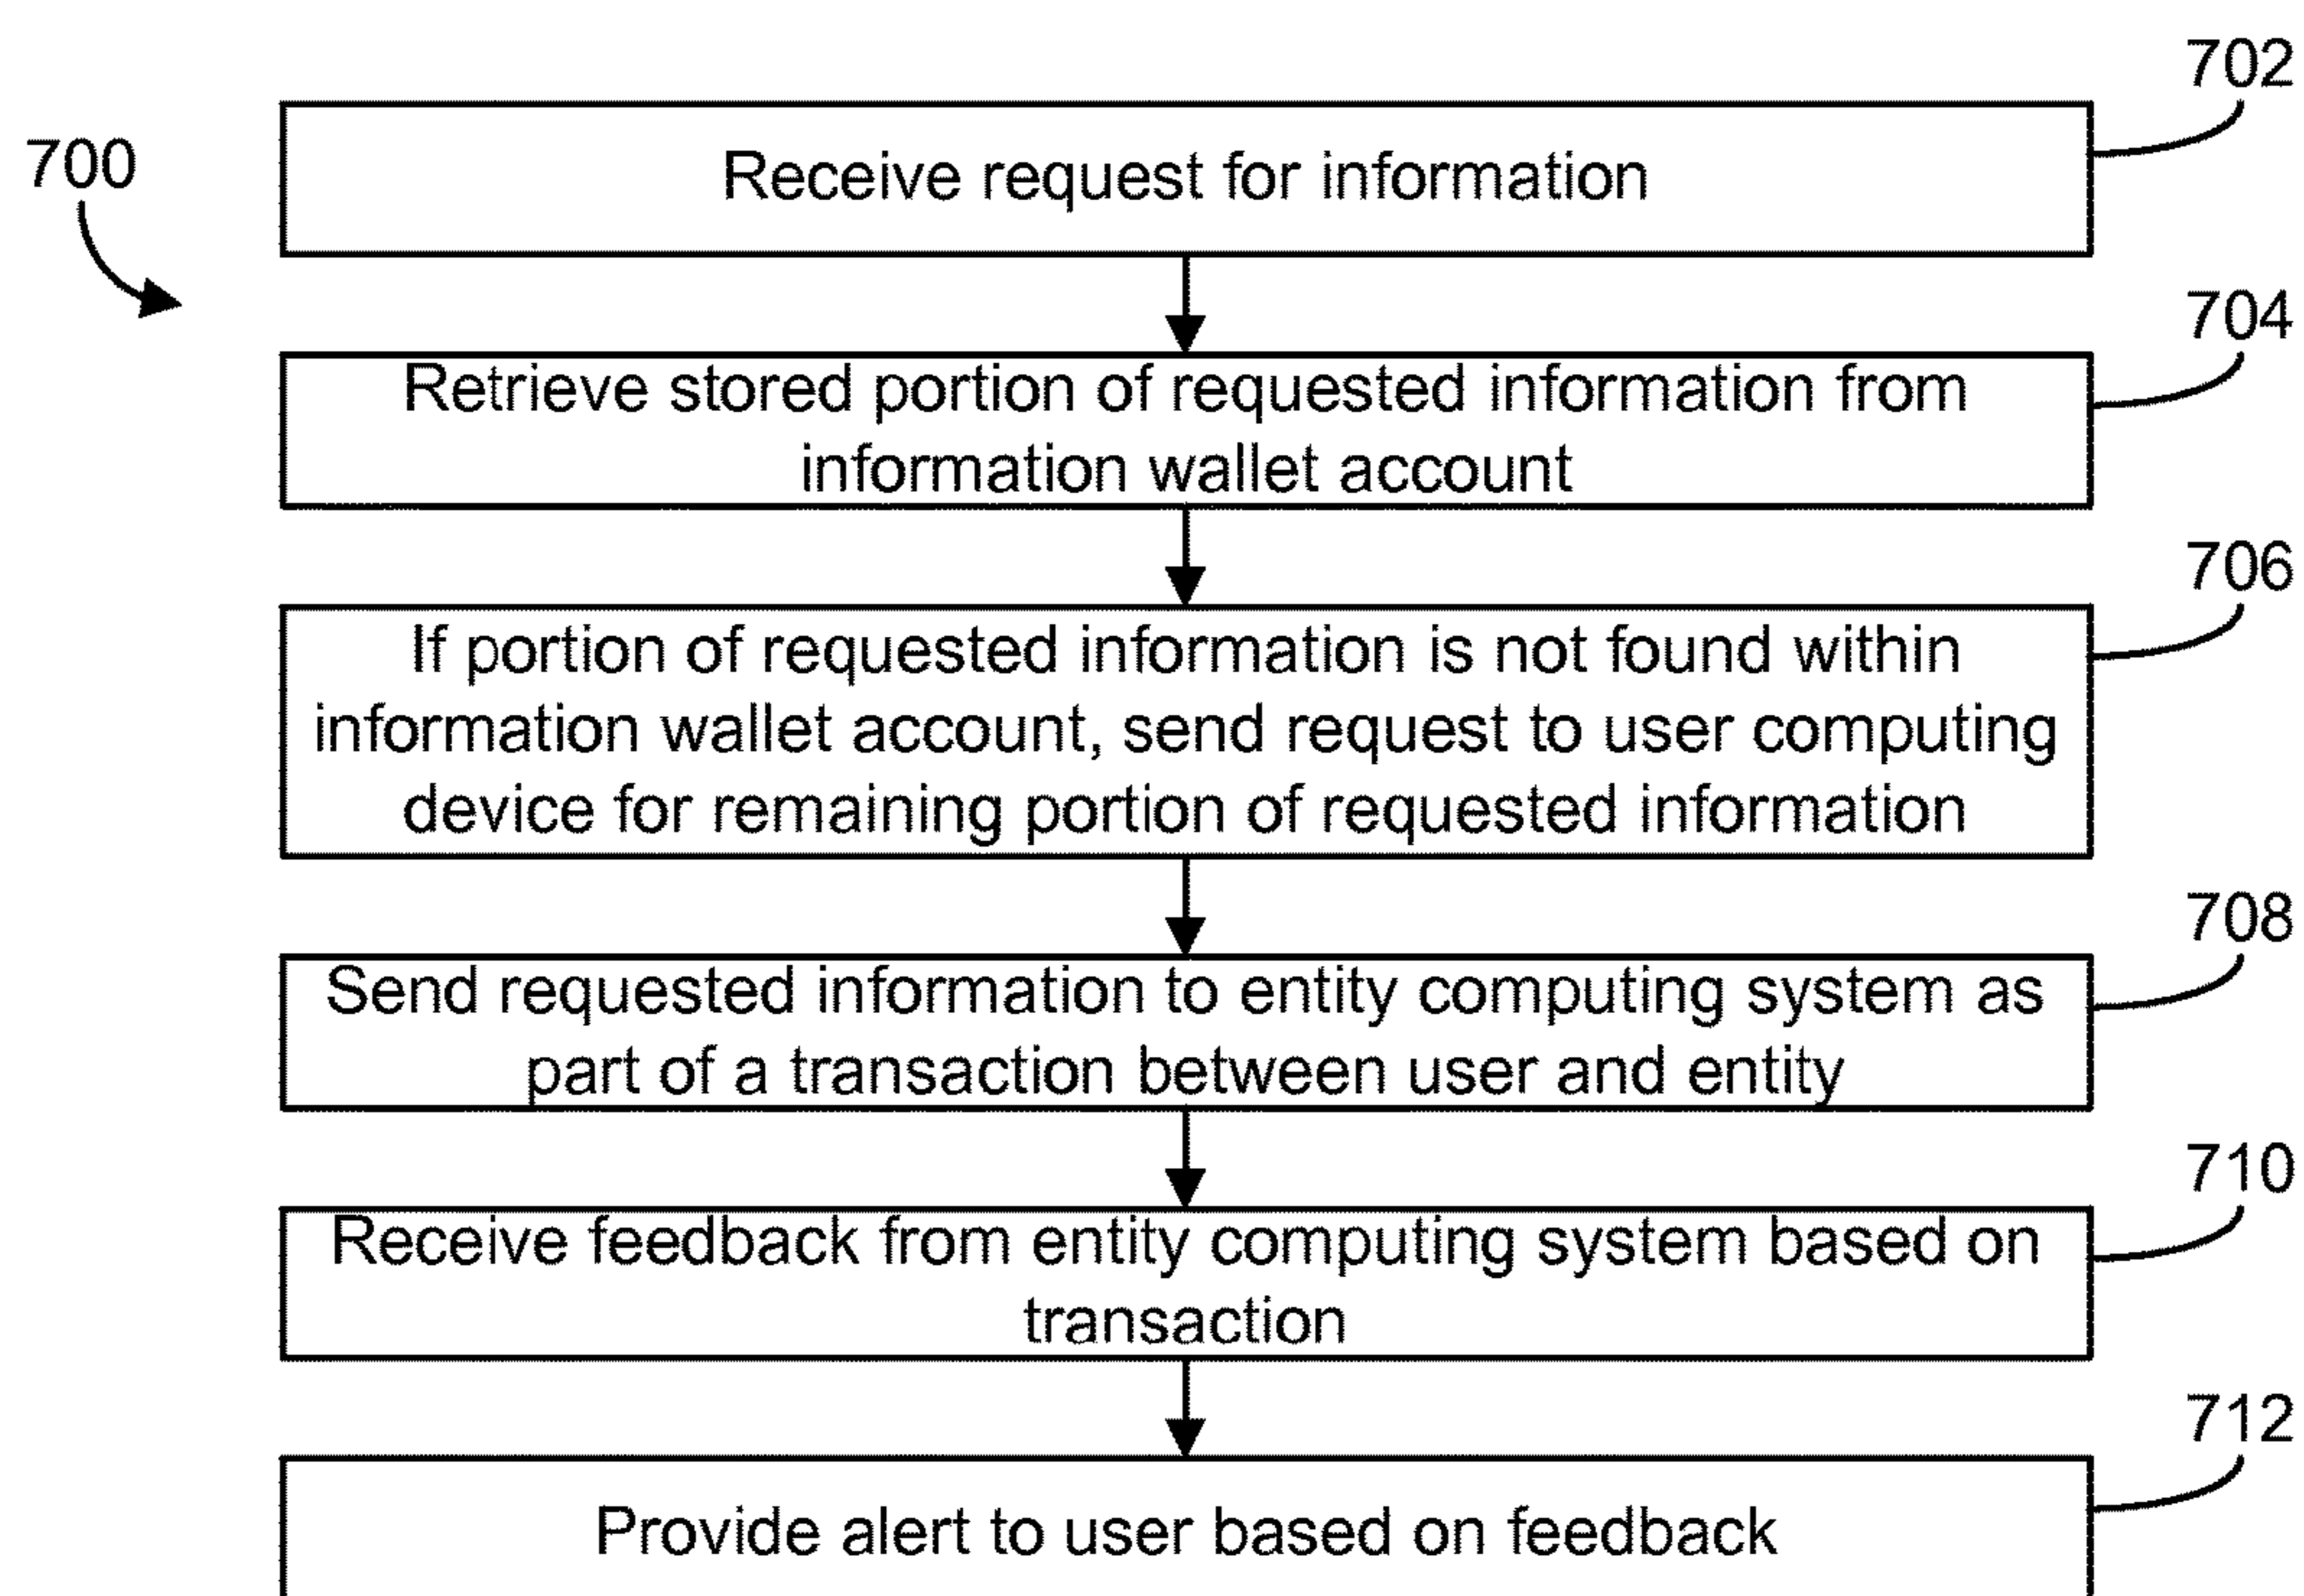 702
700
Receive request for information
704
Retrieve stored portion of requested information from
information wallet account
706
If portion of requested information is not found within
information wallet account, send request to user computing
device for remaining portion of requested information
708
Send requested information to entity computing system as
part of a transaction between user and entity
710
Receive feedback from entity computing system based on
transaction
712
Provide alert to user based on feedback